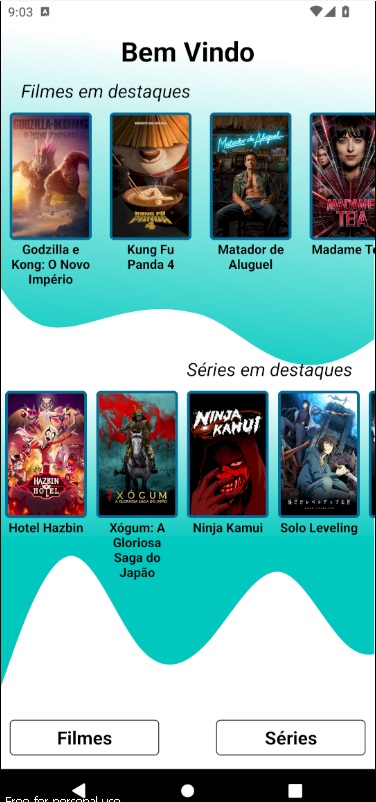 9:03
Bem Vindo
Filmes em destaques
GODZILLA-KONG
O NOVO IMPÉRIO
KUNG FU
PANDA
4
Matador de Aluguel
MADAME
TEIA
Godzilla e
Kong: O Novo
Império
Kung Fu
Panda 4
Matador de
Aluguel
Madame Te
Séries em destaques
HAZBIN
HOTEL
XÓGUM
A GLORIOSA SAGA DO JAPÃO
NINJA
KAMUI
Hotel Hazbin
Xógum: A
Gloriosa
Saga do
Japão
Ninja Kamui
Solo Leveling
Filmes
Séries
Free for personal use